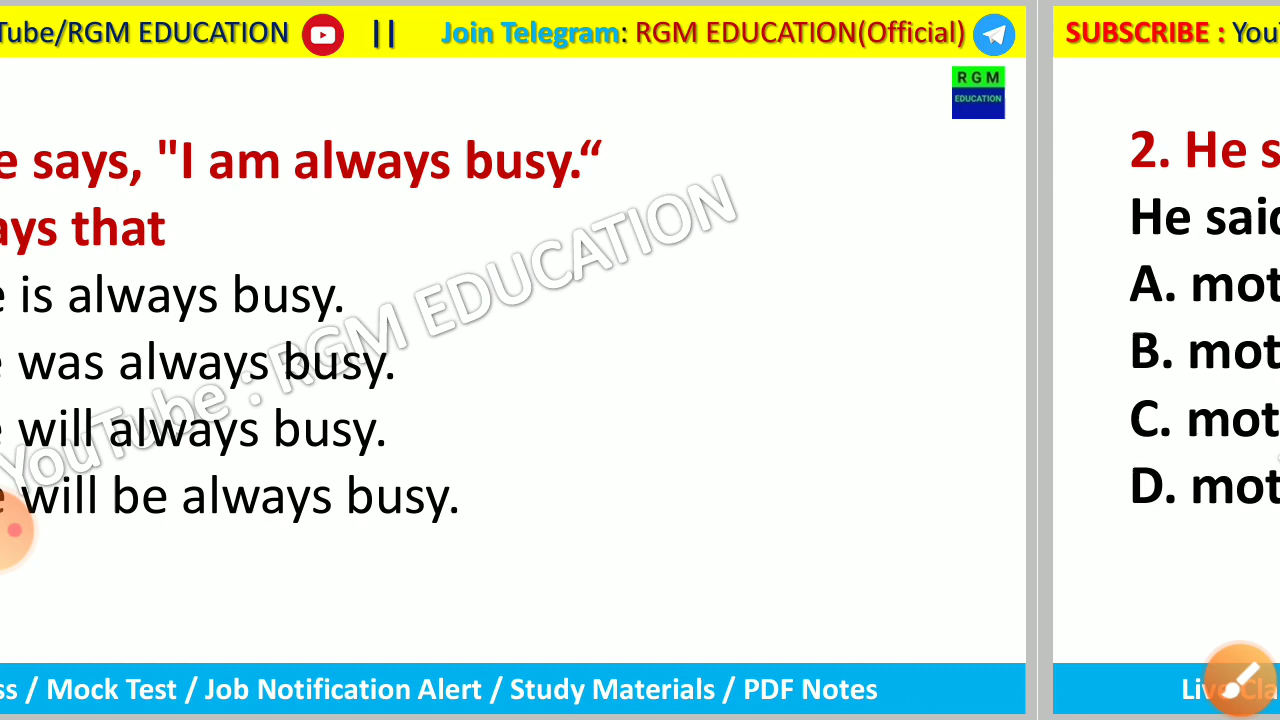 Tube/RGM EDUCATION || Join Telegram: RGM EDUCATION(Official)
RGM
EDUCATION
e says, "I am always busy.“
ays that
e is always busy.
e was always busy.
e will always busy.
e will be always busy.
YouTube : RGM EDUCATION
ss / Mock Test / Job Notification Alert / Study Materials / PDF Notes
SUBSCRIBE : You
2. He s
He said
A. mot
B. mot
C. mot
D. mot
Live Cla